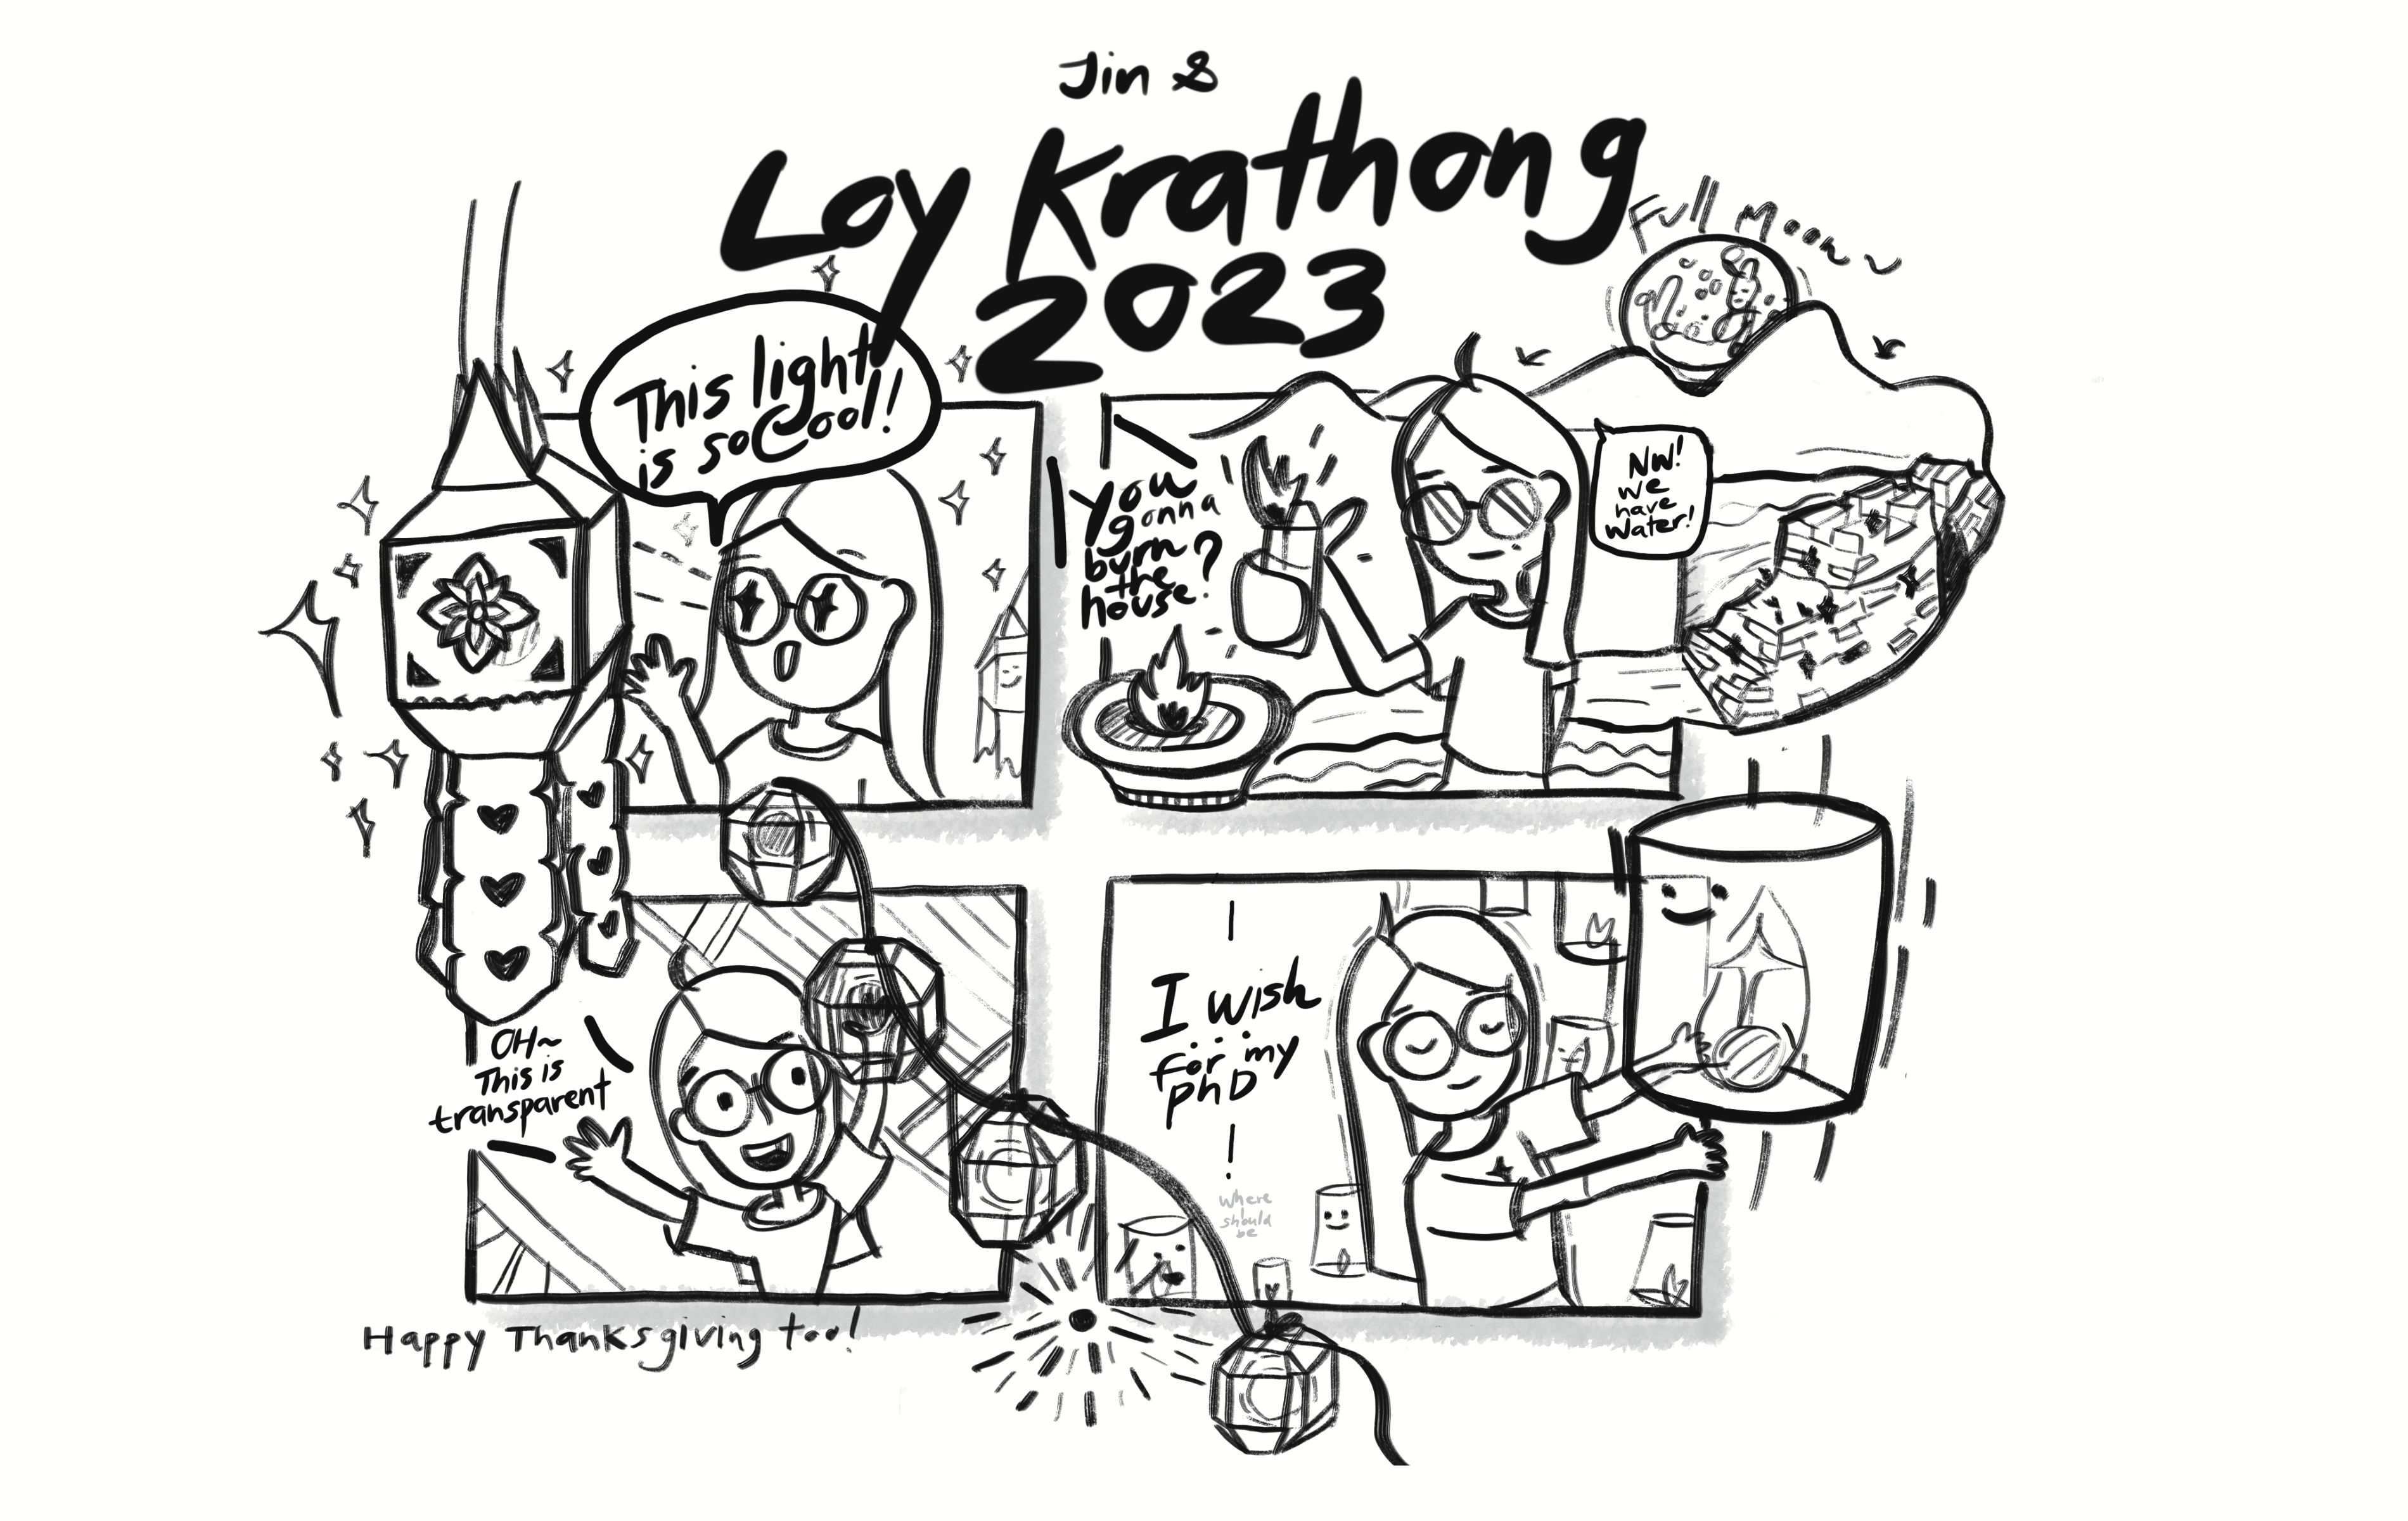 Jin &
Loy Krathong
2023
Full Moon~
This light
is so Cool!
You
gonna
burn
the
house?
NW!
we
have
water!
OH~
This is
transparent
I wish
...
for my
PhD
!
where
should
be
Happy Thanksgiving too!